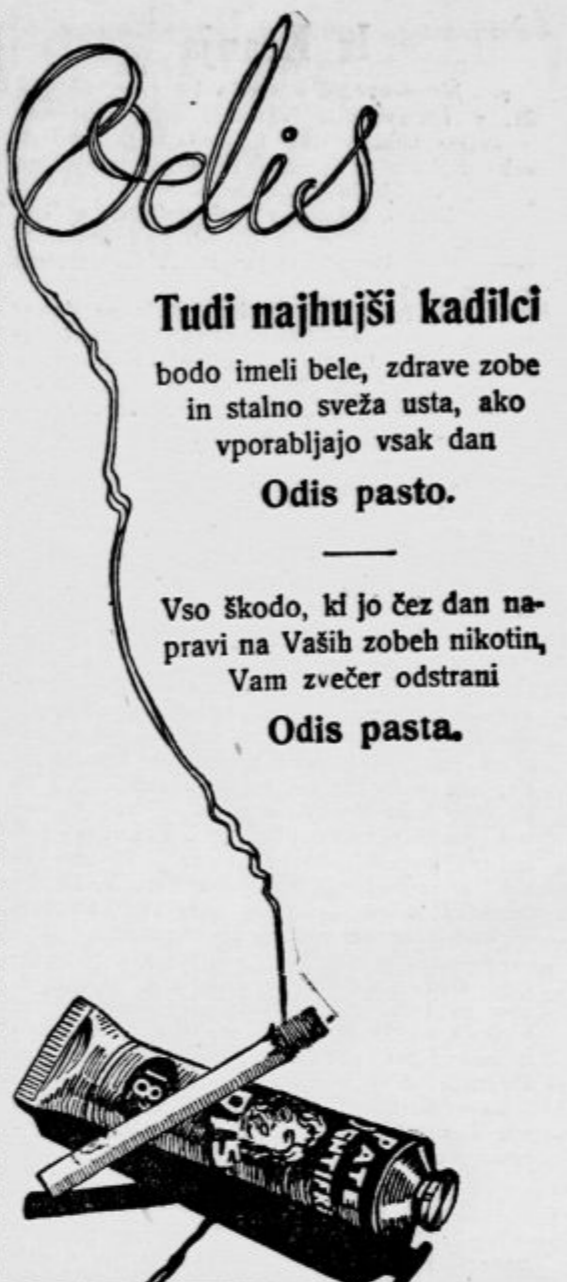 Odis
Tudi najhujši kadilci
bodo imeli bele, zdrave zobe
in stalno sveža usta, ako
vporabljajo vsak dan
Odis pasto.
Vso škodo, ki jo čez dan na-
pravi na Vaših zobeh nikotin,
Vam zvečer odstrani
Odis pasta.
PATE